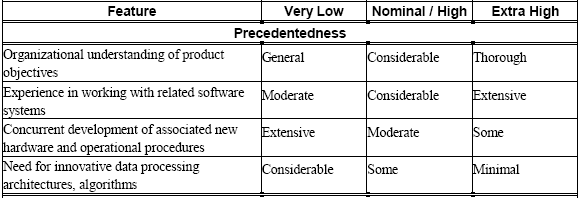 Feature Very Low Nominal / High Extra High
Precedentedness
Organizational understanding of product General Considerable Thorough
objectives
Experience in working with related software Moderate Considerable Extensive
systems
Concurrent development of associated new Extensive Moderate Some
hardware and operational procedures
Need for innovative data processing Considerable Some Minimal
architectures, algorithms